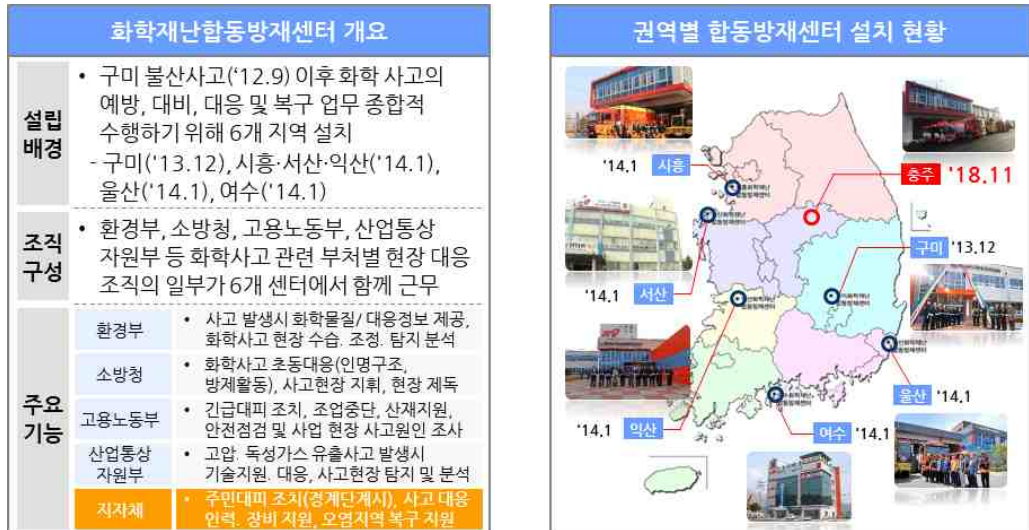 화학재난합동방재센터 개요
설립
배경
• 구미 불산사고('12.9) 이후 화학 사고의
예방, 대비, 대응 및 복구 업무 종합적
수행하기 위해 6개 지역 설치
- 구미('13.12), 시흥·서산·익산('14.1),
울산('14.1), 여수('14.1)
조직
구성
• 환경부, 소방청, 고용노동부, 산업통상
자원부 등 화학사고 관련 부처별 현장 대응
조직의 일부가 6개 센터에서 함께 근무
주요
기능
환경부
• 사고 발생시 화학물질/ 대응정보 제공,
화학사고 현장 수습. 조정. 탐지 분석
소방청
• 화학사고 초동대응(인명구조,
방제활동), 사고현장 지휘, 현장 제독
고용노동부
• 긴급대피 조치, 조업중단, 산재지원,
안전점검 및 사업 현장 사고원인 조사
산업통상
자원부
• 고압, 독성가스 유출사고 발생시
기술지원. 대응, 사고현장 탐지 및 분석
지자체
• 주민대피 조치(경계단계시), 사고 대응
인력. 장비 지원, 오염지역 복구 지원
권역별 합동방재센터 설치 현황
'14.1 시흥
충주 '18.11
구미 '13.12
'14.1 서산
울산 '14.1
'14.1 익산
여수 '14.1